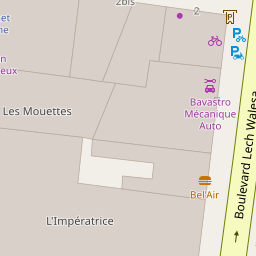 2bis
2
P
P
P
Les Mouettes
Bavastro
Mécanique
Auto
Bel'Air
Boulevard Lech Walesa
L'Impératrice